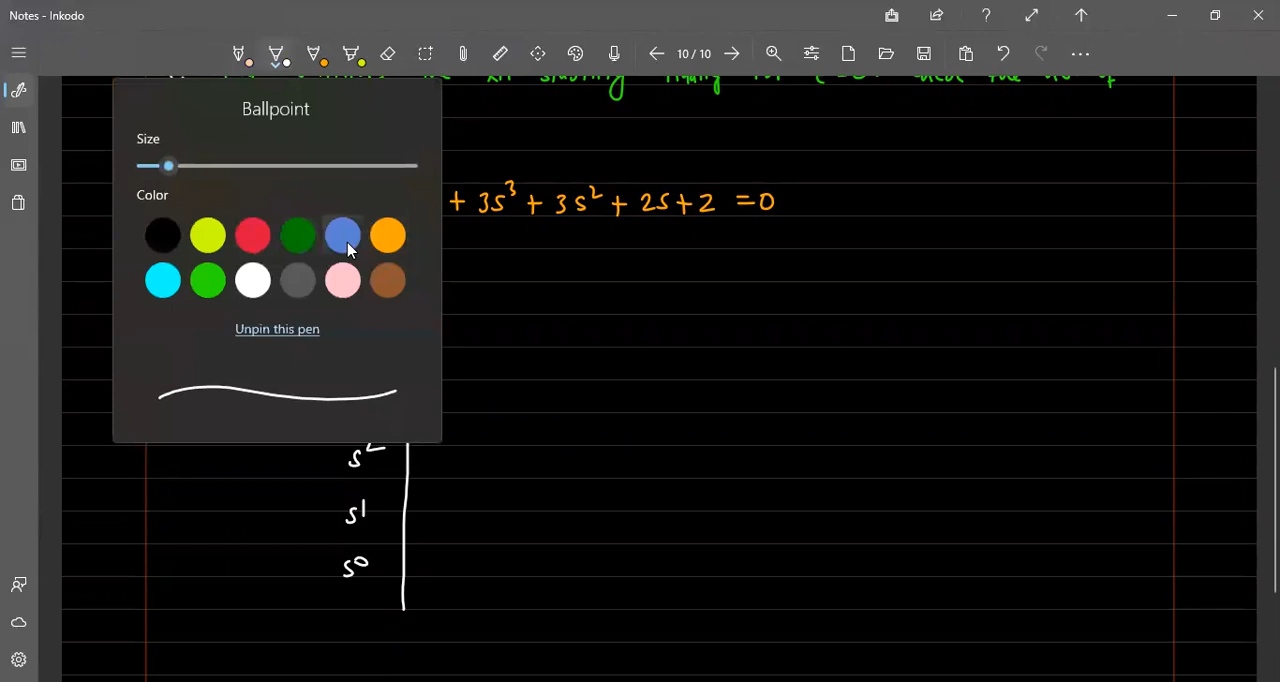 Notes - Inkodo
10 / 10
Ballpoint
Size
Color
+ 3s³ + 3s² + 2s + 2 = 0
Unpin this pen
s²
s¹
s⁰